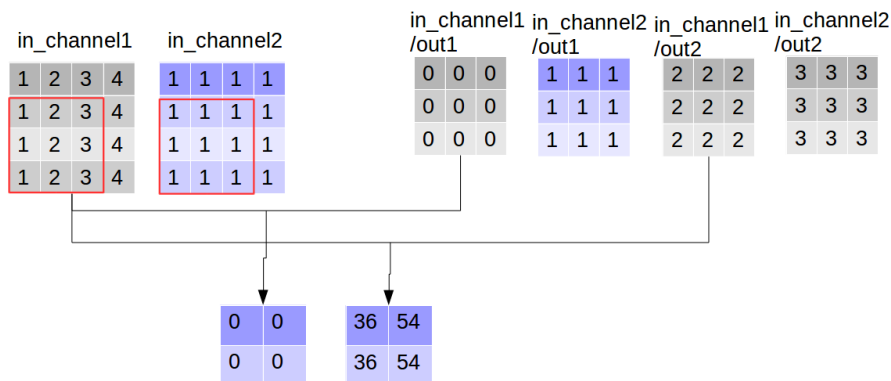 in_channel1 in_channel2 in_channel1 in_channel2 in_channel1 in_channel2
/out1 /out1 /out2 /out2
1 2 3 4 1 1 1 1 0 0 0 1 1 1 2 2 2 3 3 3
1 2 3 4 1 1 1 1 0 0 0 1 1 1 2 2 2 3 3 3
1 2 3 4 1 1 1 1 0 0 0 1 1 1 2 2 2 3 3 3
1 2 3 4 1 1 1 1
0 0 36 54
0 0 36 54